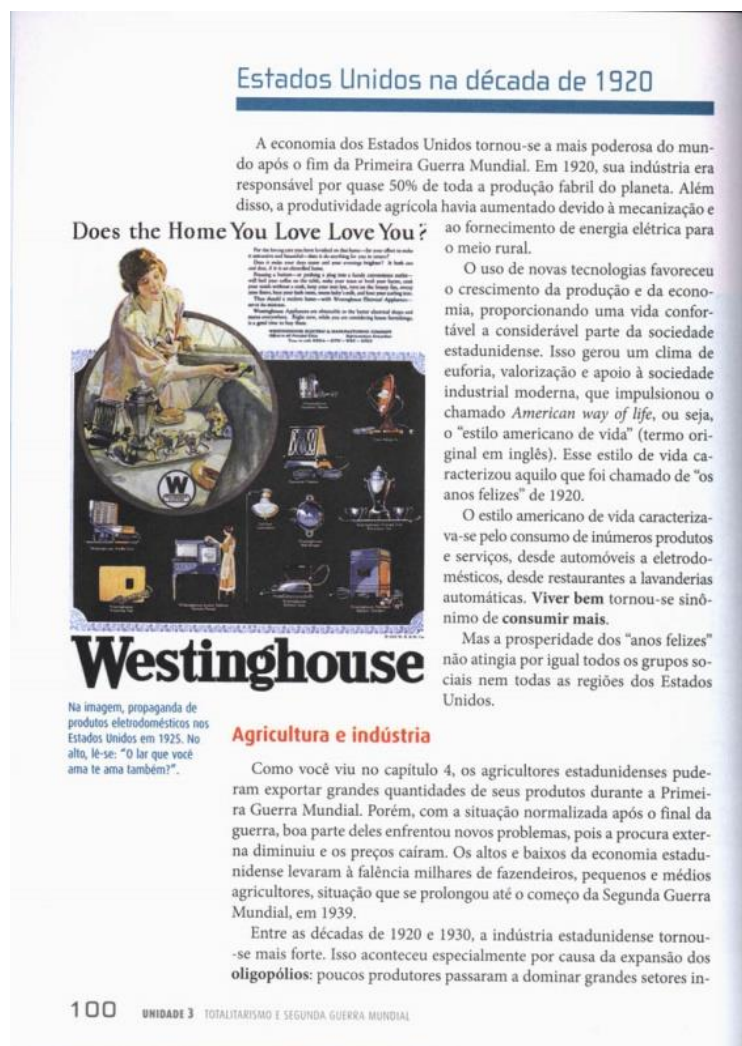 Estados Unidos na década de 1920
A economia dos Estados Unidos tornou-se a mais poderosa do mun-
do após o fim da Primeira Guerra Mundial. Em 1920, sua indústria era
responsável por quase 50% de toda a produção fabril do planeta. Além
disso, a produtividade agrícola havia aumentado devido à mecanização e
ao fornecimento de energia elétrica para
o meio rural.
O uso de novas tecnologias favoreceu
o crescimento da produção e da econo-
mia, proporcionando uma vida confor-
tável a considerável parte da sociedade
estadunidense. Isso gerou um clima de
euforia, valorização e apoio à sociedade
industrial moderna, que impulsionou o
chamado American way of life, ou seja,
o “estilo americano de vida” (termo ori-
ginal em inglês). Esse estilo de vida ca-
racterizou aquilo que foi chamado de “os
anos felizes” de 1920.
O estilo americano de vida caracteriza-
va-se pelo consumo de inúmeros produtos
e serviços, desde automóveis a eletrodo-
mésticos, desde restaurantes a lavanderias
automáticas. Viver bem tornou-se sinô-
nimo de consumir mais.
Mas a prosperidade dos “anos felizes”
não atingia por igual todos os grupos so-
ciais nem todas as regiões dos Estados
Unidos.
Does the Home You Love Love You?
W
Westinghouse
Na imagem, propaganda de
produtos eletrodomésticos nos
Estados Unidos em 1925. No
alto, lê-se: “O lar que você
ama te ama também?”.
Agricultura e indústria
Como você viu no capítulo 4, os agricultores estadunidenses pude-
ram exportar grandes quantidades de seus produtos durante a Primei-
ra Guerra Mundial. Porém, com a situação normalizada após o final da
guerra, boa parte deles enfrentou novos problemas, pois a procura exter-
na diminuiu e os preços caíram. Os altos e baixos da economia estadu-
nidense levaram à falência milhares de fazendeiros, pequenos e médios
agricultores, situação que se prolongou até o começo da Segunda Guerra
Mundial, em 1939.
Entre as décadas de 1920 e 1930, a indústria estadunidense tornou-
-se mais forte. Isso aconteceu especialmente por causa da expansão dos
oligopólios: poucos produtores passaram a dominar grandes setores in-
100 UNIDADE 3 TOTALITARISMO E SEGUNDA GUERRA MUNDIAL